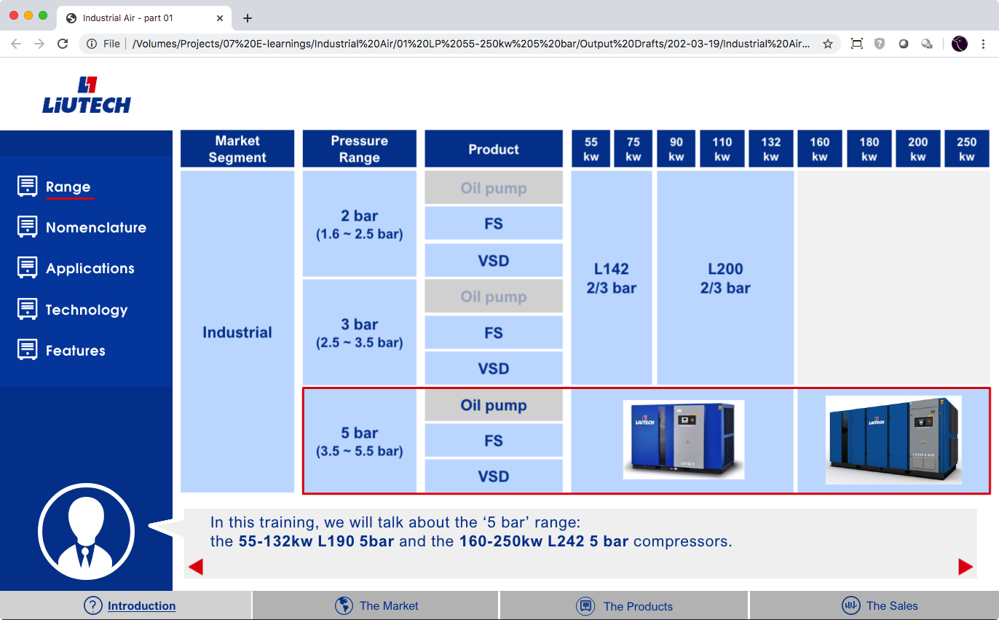 Industrial Air - part 01
File
/Volumes/Projects/07%20E-learnings/Industrial%20Air/01%20LP%2055-250kw%205%20bar/Output%20Drafts/202-03-19/Industrial%20Air...
LiUTECH
Range
Nomenclature
Applications
Technology
Features
Market
Segment
Pressure
Range
Product
55
kw
75
kw
90
kw
110
kw
132
kw
160
kw
180
kw
200
kw
250
kw
Industrial
2 bar
(1.6 ~ 2.5 bar)
Oil pump
FS
VSD
3 bar
(2.5 ~ 3.5 bar)
Oil pump
FS
VSD
L142
2/3 bar
L200
2/3 bar
5 bar
(3.5 ~ 5.5 bar)
Oil pump
FS
VSD
LIUTECH
LIUTECH
In this training, we will talk about the ‘5 bar’ range:
the 55-132kw L190 5bar and the 160-250kw L242 5 bar compressors.
Introduction
The Market
The Products
The Sales